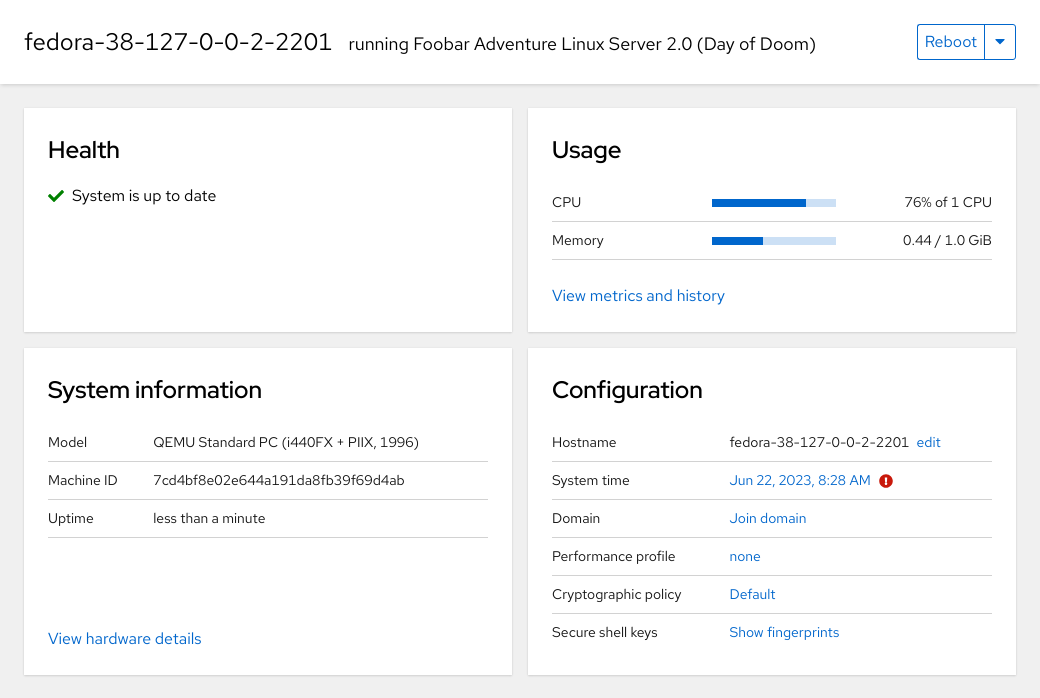 fedora-38-127-0-0-2-2201 running Foobar Adventure Linux Server 2.0 (Day of Doom) Reboot
Health
System is up to date
Usage
CPU 76% of 1 CPU
Memory 0.44 / 1.0 GiB
View metrics and history
System information
Model QEMU Standard PC (i440FX + PIIX, 1996)
Machine ID 7cd4bf8e02e644a191da8fb39f69d4ab
Uptime less than a minute
View hardware details
Configuration
Hostname fedora-38-127-0-0-2-2201 edit
System time Jun 22, 2023, 8:28 AM
Domain Join domain
Performance profile none
Cryptographic policy Default
Secure shell keys Show fingerprints